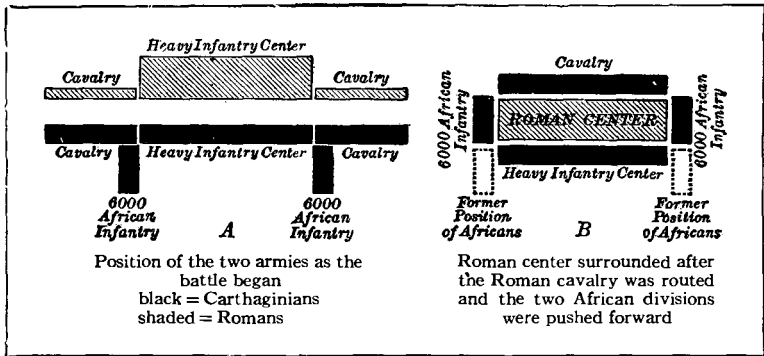 Heavy Infantry Center
Cavalry
Cavalry
Cavalry
Heavy Infantry Center
Cavalry
6000
African
Infantry
A
6000
African
Infantry
Position of the two armies as the
battle began
black = Carthaginians
shaded = Romans
Cavalry
6000 African
Infantry
ROMAN CENTER
6000 African
Infantry
Heavy Infantry Center
Former
Position
of Africans
B
Former
Position
of Africans
Roman center surrounded after
the Roman cavalry was routed
and the two African divisions
were pushed forward